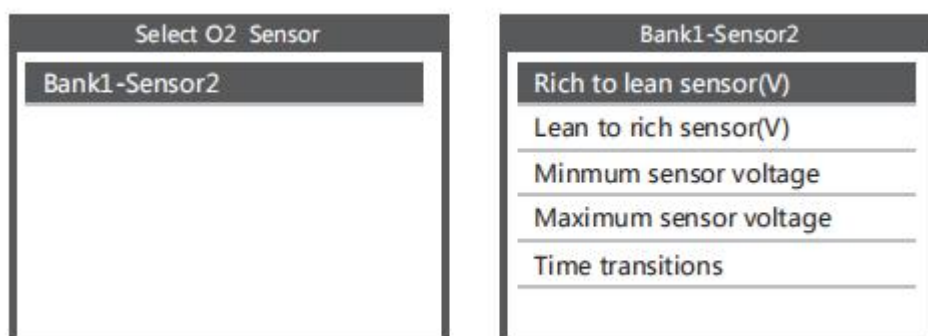 Select O2 Sensor
Bank1-Sensor2
Bank1-Sensor2
Rich to lean sensor(V)
Lean to rich sensor(V)
Minmum sensor voltage
Maximum sensor voltage
Time transitions